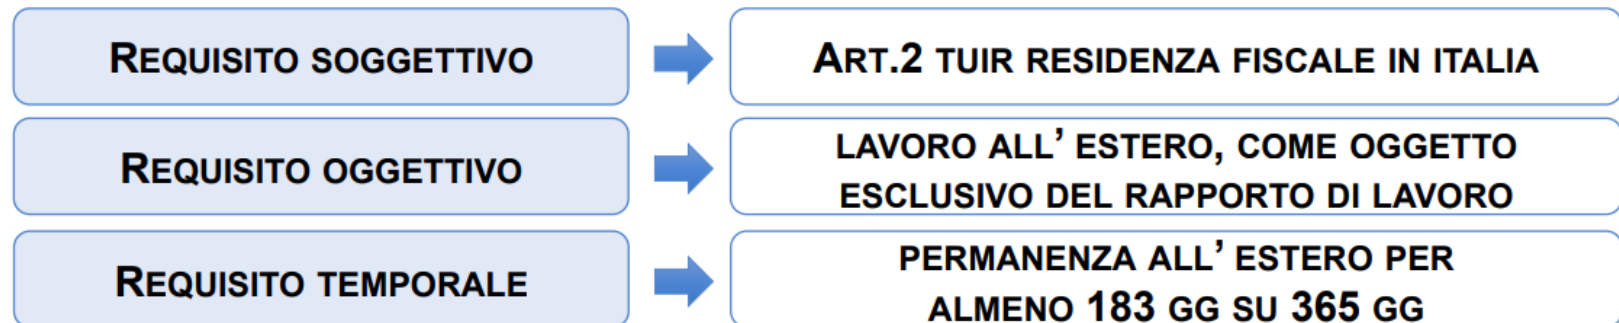 REQUISITO SOGGETTIVO
ART.2 TUIR RESIDENZA FISCALE IN ITALIA
REQUISITO OGGETTIVO
LAVORO ALL' ESTERO, COME OGGETTO
ESCLUSIVO DEL RAPPORTO DI LAVORO
REQUISITO TEMPORALE
PERMANENZA ALL' ESTERO PER
ALMENO 183 GG SU 365 GG